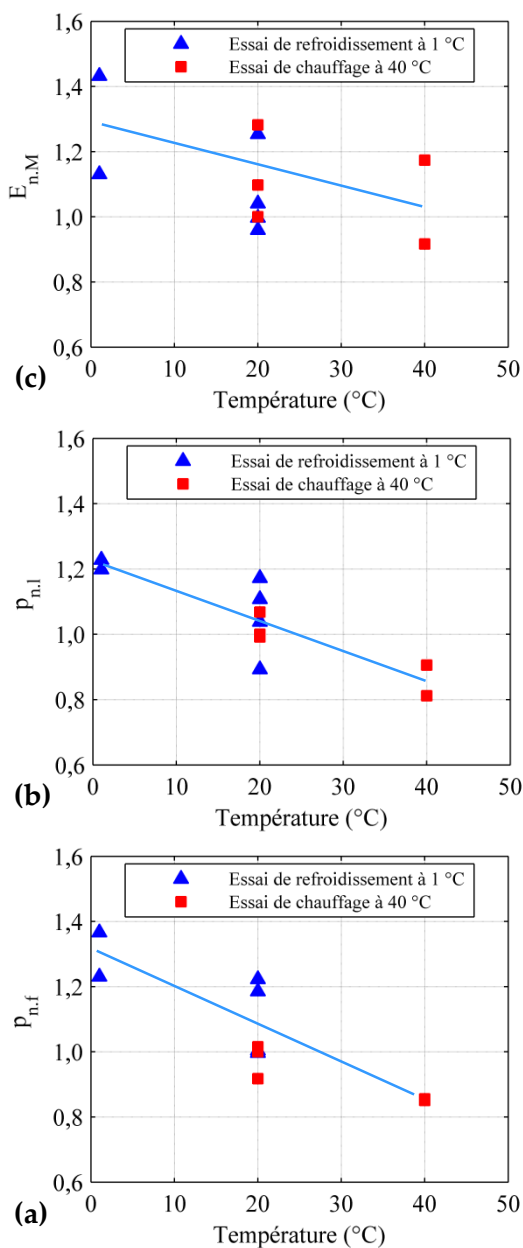 1,6
Essai de refroidissement à 1 °C
Essai de chauffage à 40 °C
1,4
1,2
E n.M
1,0
0,8
0,6
0 10 20 30 40 50
(c)
Température (°C)
1,6
Essai de refroidissement à 1 °C
Essai de chauffage à 40 °C
1,4
1,2
p n.l
1,0
0,8
0,6
0 10 20 30 40 50
(b)
Température (°C)
1,6
Essai de refroidissement à 1 °C
Essai de chauffage à 40 °C
1,4
1,2
p n.f
1,0
0,8
0,6
0 10 20 30 40 50
(a)
Température (°C)